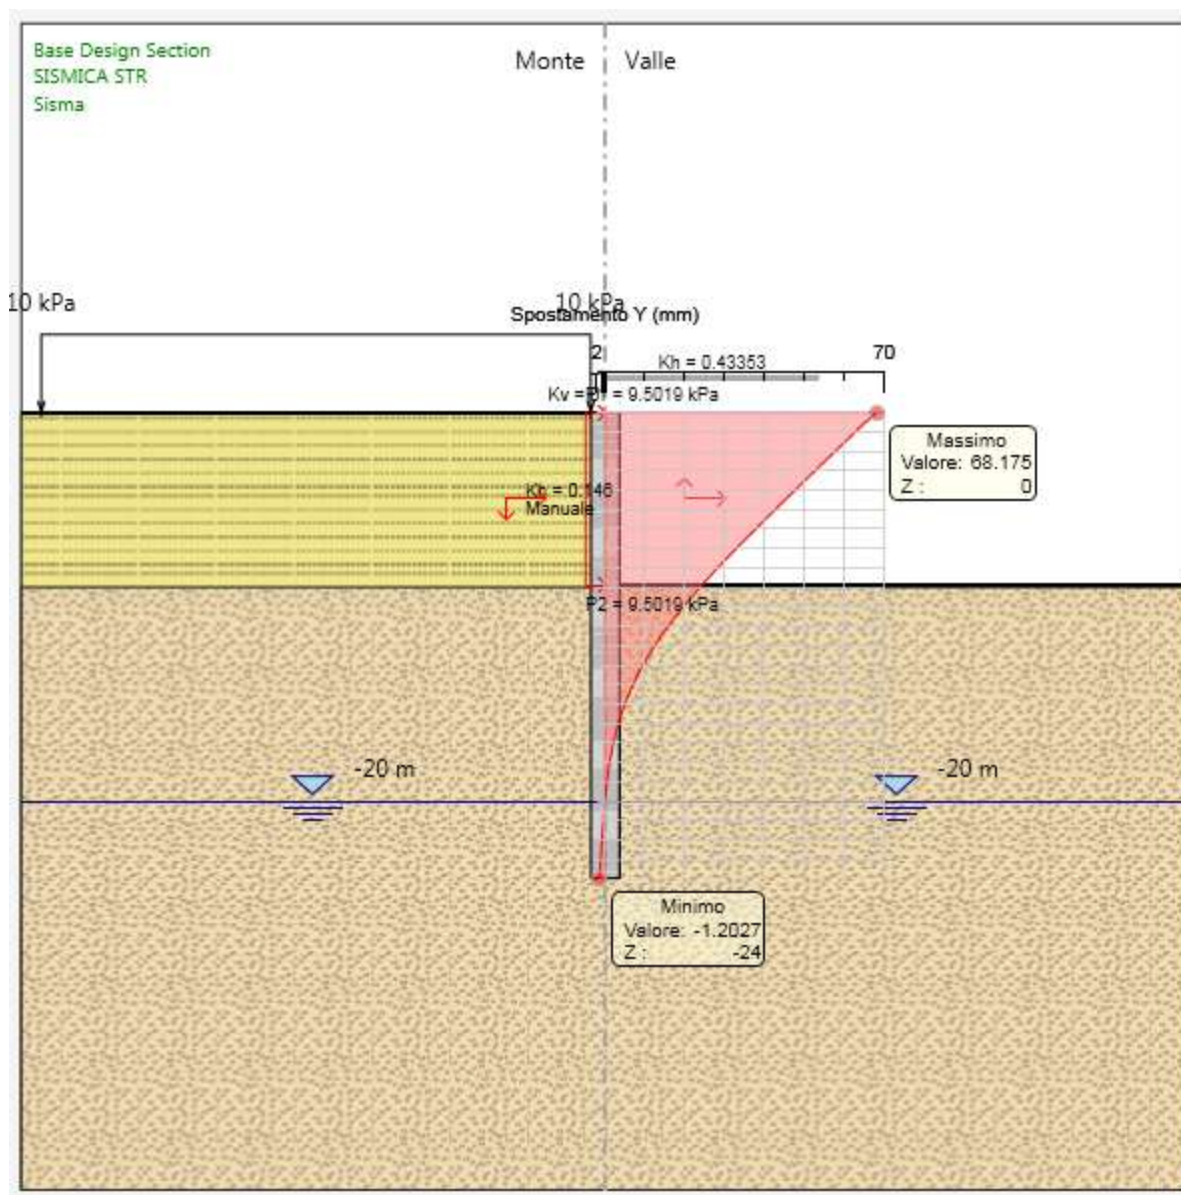 Base Design Section
SISMICA STR
Sisma
Monte
Valle
10 kPa
10 kPa
Spostamento Y (mm)
2
70
Kh = 0.43353
Kv =
P1 = 9.5019 kPa
Massimo
Valore: 68.175
Z : 0
Kh = 0.146
Manuale
P2 = 9.5019 kPa
-20 m
-20 m
Minimo
Valore: -1.2027
Z : -24